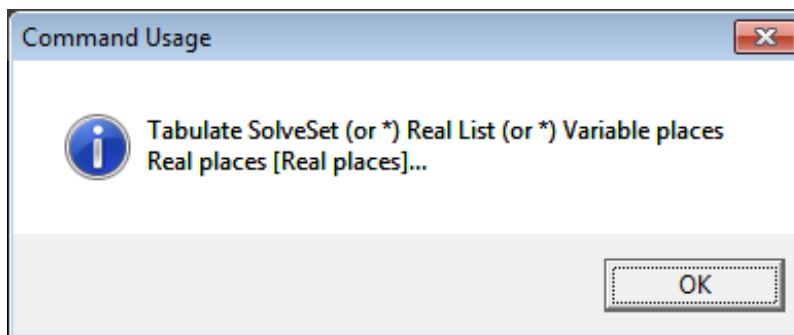 Command Usage
Tabulate SolveSet (or *) Real List (or *) Variable places
Real places [Real places]...
OK